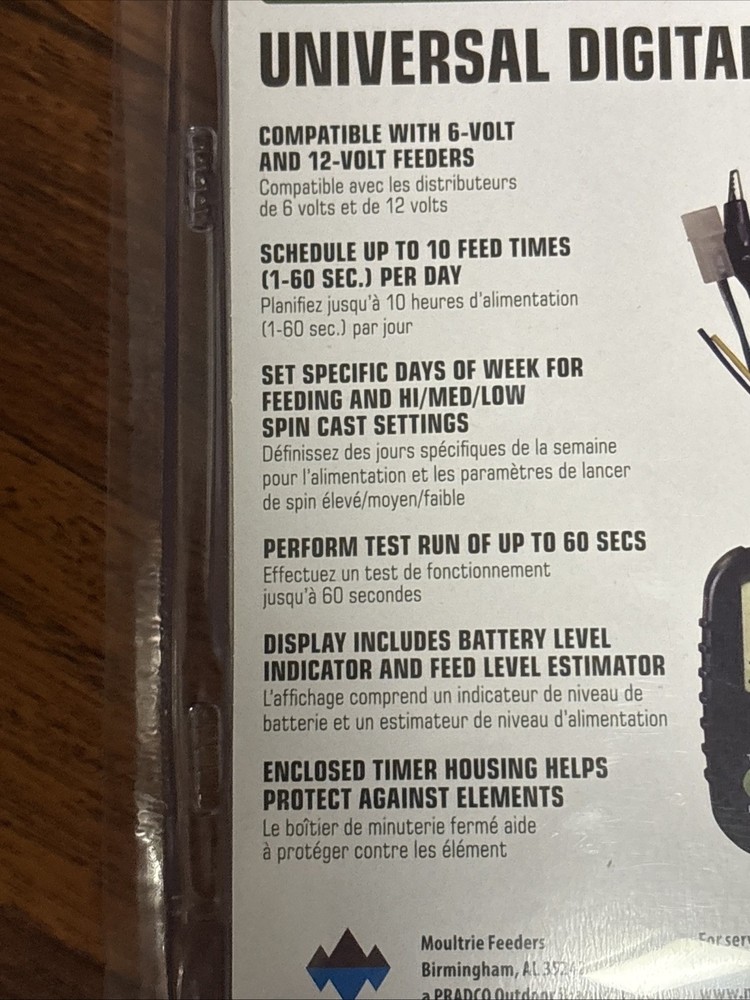 UNIVERSAL DIGITA
COMPATIBLE WITH 6-VOLT
AND 12-VOLT FEEDERS
Compatible avec les distributeurs
de 6 volts et de 12 volts
SCHEDULE UP TO 10 FEED TIMES
(1-60 SEC.) PER DAY
Planifiez jusqu'à 10 heures d'alimentation
(1-60 sec.) par jour
SET SPECIFIC DAYS OF WEEK FOR
FEEDING AND HI/MED/LOW
SPIN CAST SETTINGS
Définissez des jours spécifiques de la semaine
pour l'alimentation et les paramètres de lancer
de spin élevé/moyen/faible
PERFORM TEST RUN OF UP TO 60 SECS
Effectuez un test de fonctionnement
jusqu'à 60 secondes
DISPLAY INCLUDES BATTERY LEVEL
INDICATOR AND FEED LEVEL ESTIMATOR
L'affichage comprend un indicateur de niveau de
batterie et un estimateur de niveau d'alimentation
ENCLOSED TIMER HOUSING HELPS
PROTECT AGAINST ELEMENTS
Le boîtier de minuterie fermé aide
à protéger contre les élément
Moultrie Feeders
For serv
Birmingham, AL
a PRADCO Outdoor
www.